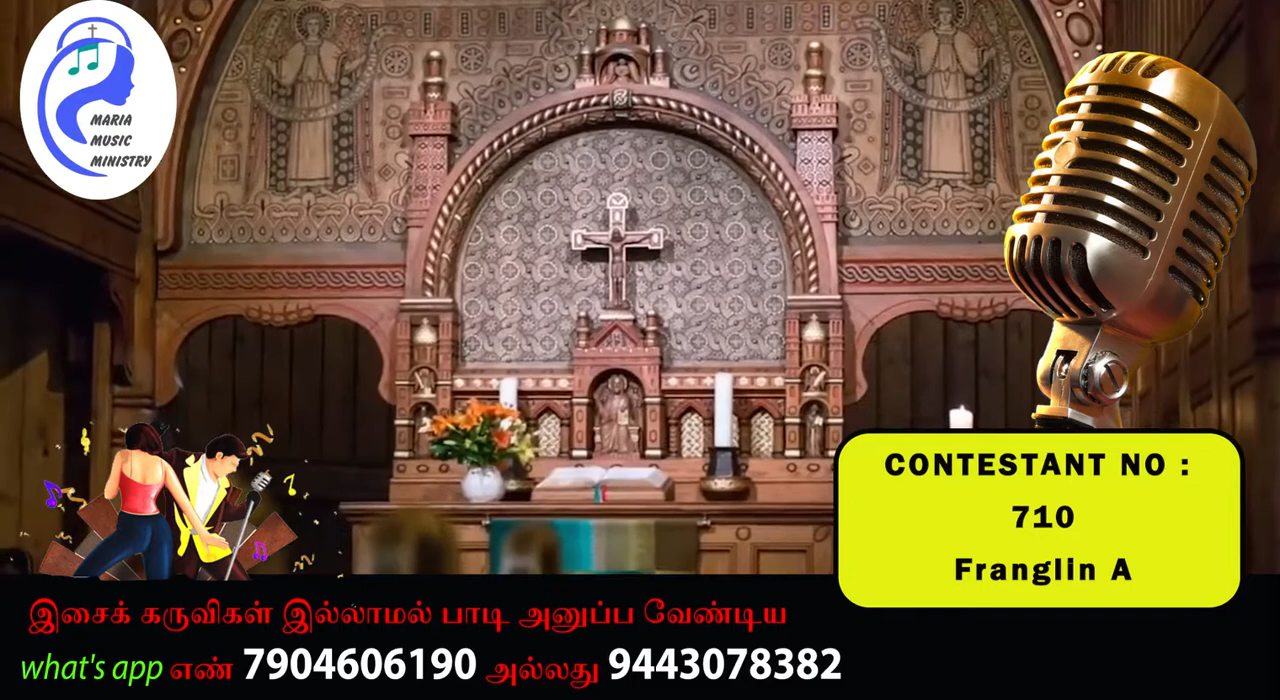 MARIA
MUSIC
MINISTRY
CONTESTANT NO :
710
Franglin A
இசைக் கருவிகள் இல்லாமல் பாடி அனுப்ப வேண்டிய
what's app எண் 7904606190 அல்லது 9443078382